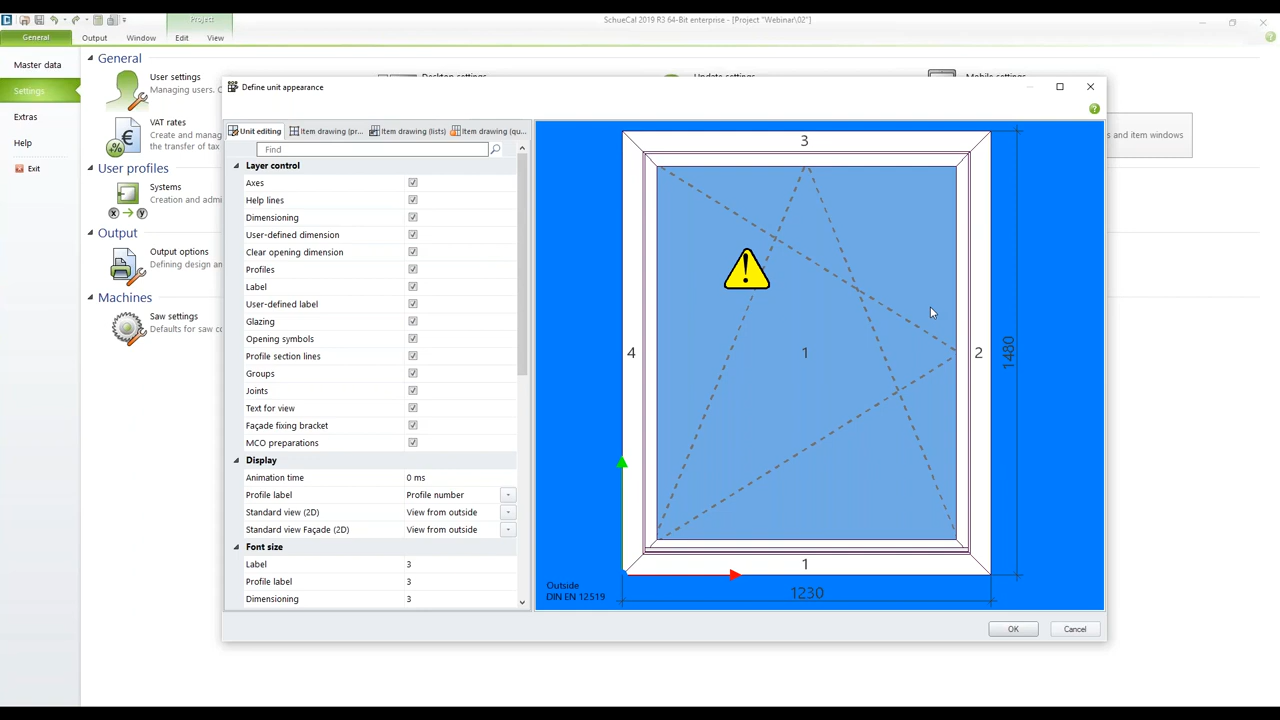 SchueCal 2019 R3 64-Bit enterprise - [Project "Webinar\02"]
Project
General Output Window Edit View
Master data
Settings
Extras
Help
Exit
General
User settings
Managing users. C
VAT rates
Create and manag
the transfer of tax
User profiles
Systems
Creation and admi
Output
Output options
Defining design an
Machines
Saw settings
Defaults for saw co
Desktop settings
Update settings
Mobile settings
s and item windows
Define unit appearance
Unit editing Item drawing (pr... Item drawing (lists) Item drawing (qu...
Find
Layer control
Axes
Help lines
Dimensioning
User-defined dimension
Clear opening dimension
Profiles
Label
User-defined label
Glazing
Opening symbols
Profile section lines
Groups
Joints
Text for view
Façade fixing bracket
MCO preparations
Display
Animation time 0 ms
Profile label Profile number
Standard view (2D) View from outside
Standard view Façade (2D) View from outside
Font size
Label 3
Profile label 3
Dimensioning 3
3
4
1
2
1480
1
1230
Outside
DIN EN 12519
OK Cancel